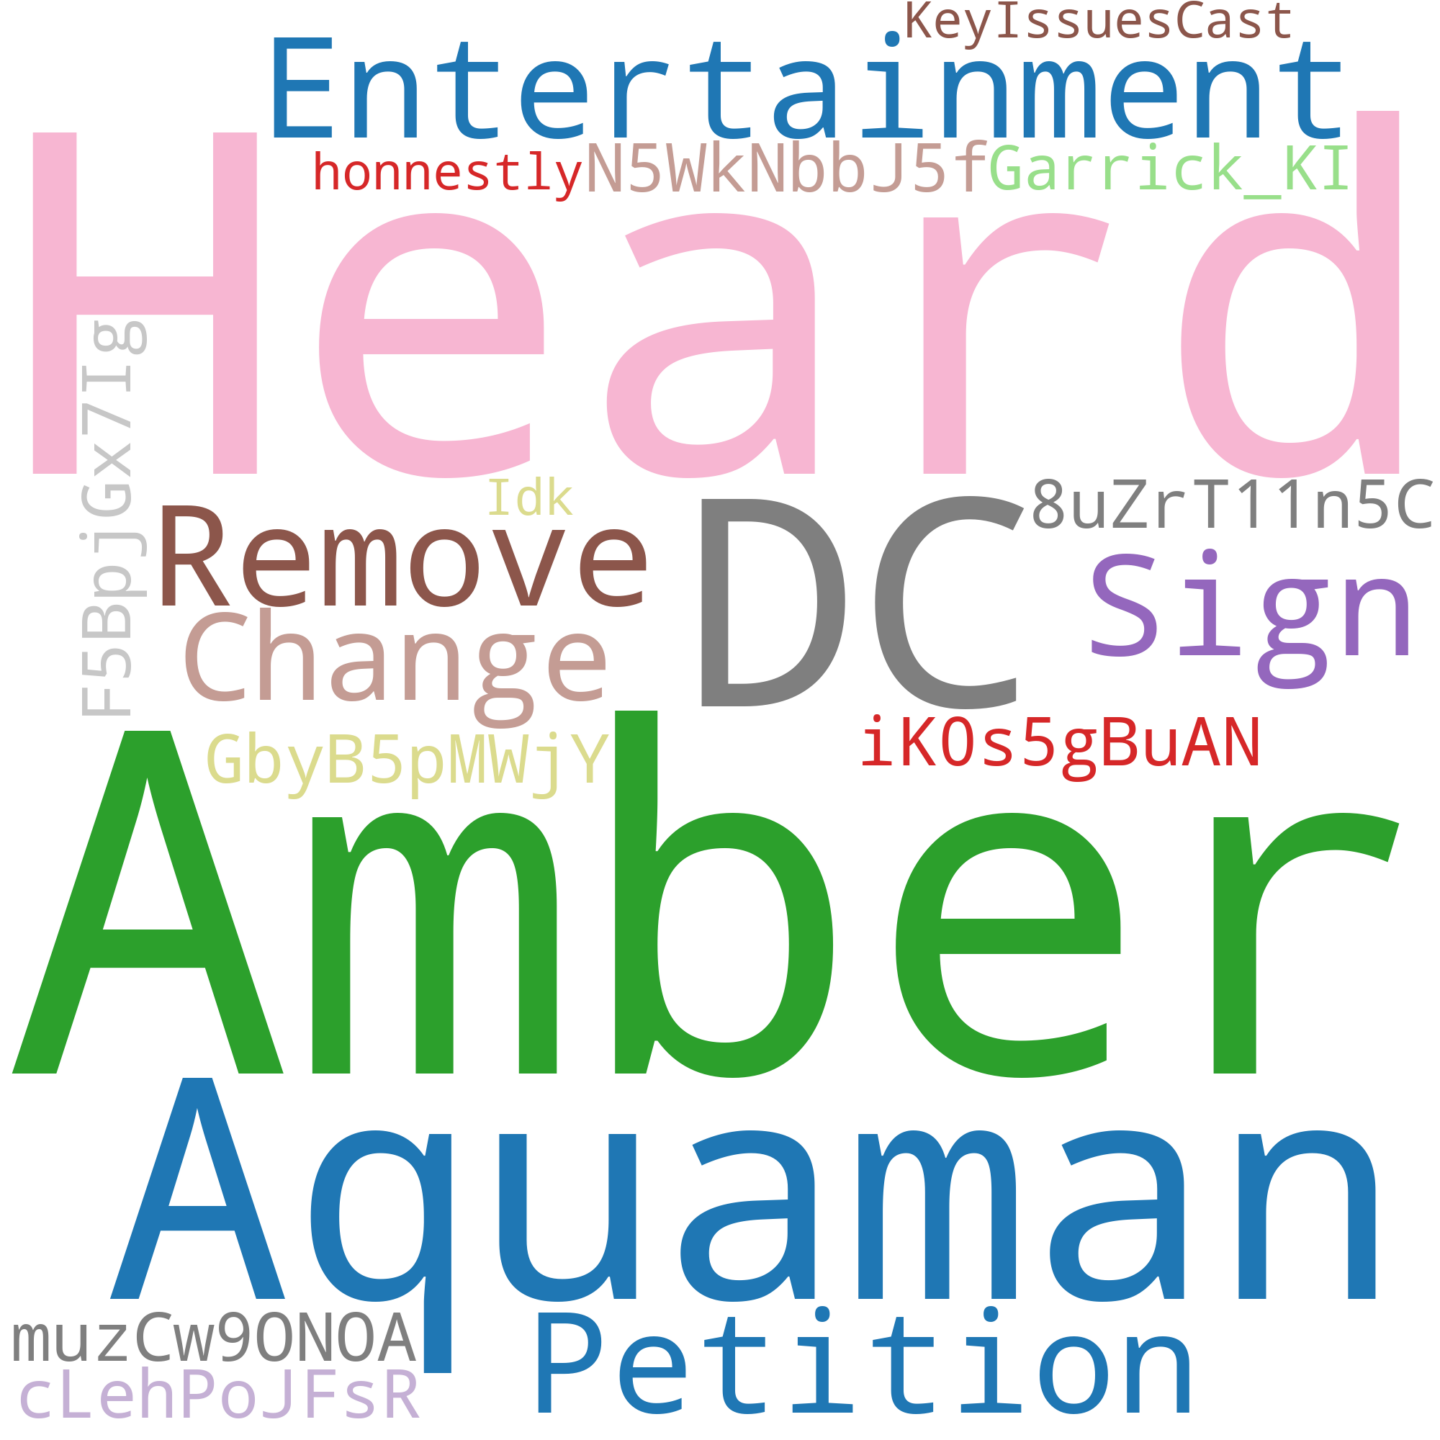 KeyIssuesCast
Entertainment
honnestly N5WkNbbJ5f Garrick_KI
Heard
F5BpjGx7Ig
Idk
Remove
DC
8uZrT11n5C
Sign
Change
GbyB5pMWjY
iK0s5gBuAN
Amber
Aquaman
muzCw9ONOA
Petition
cLehPoJFsR